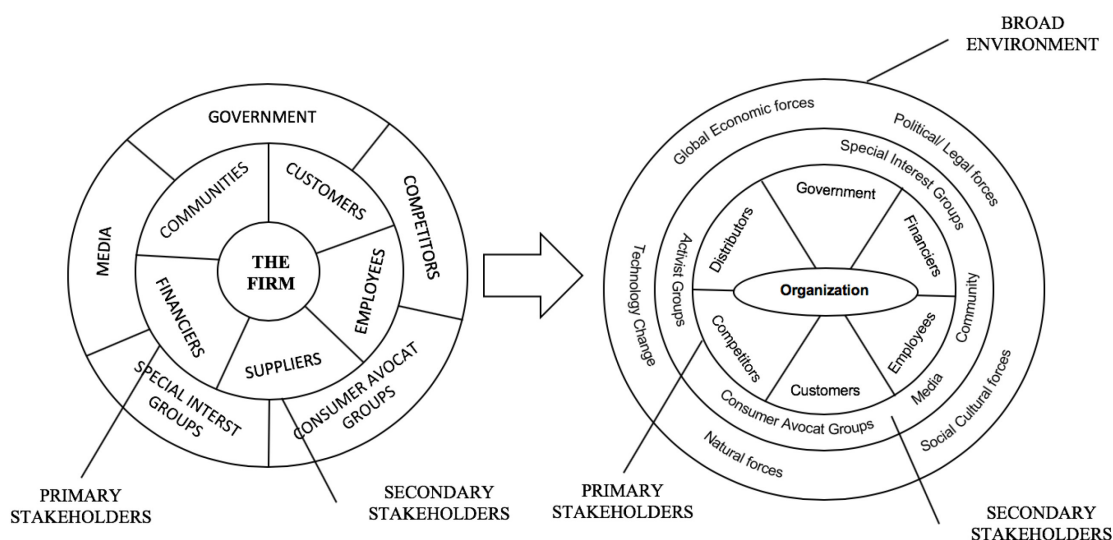 GOVERNMENT
CUSTOMERS
COMPETITORS
EMPLOYEES
CONSUMER AVOCAT
GROUPS
SUPPLIERS
SPECIAL INTERST
GROUPS
FINANCIERS
MEDIA
COMMUNITIES
THE
FIRM
PRIMARY
STAKEHOLDERS
SECONDARY
STAKEHOLDERS
BROAD
ENVIRONMENT
Global Economic forces
Political/ Legal forces
Social Cultural forces
Natural forces
Technology Change
Special Interest Groups
Community
Media
Consumer Avocat Groups
Activist Groups
Government
Financiers
Employees
Customers
Competitors
Distributors
Organization
PRIMARY
STAKEHOLDERS
SECONDARY
STAKEHOLDERS